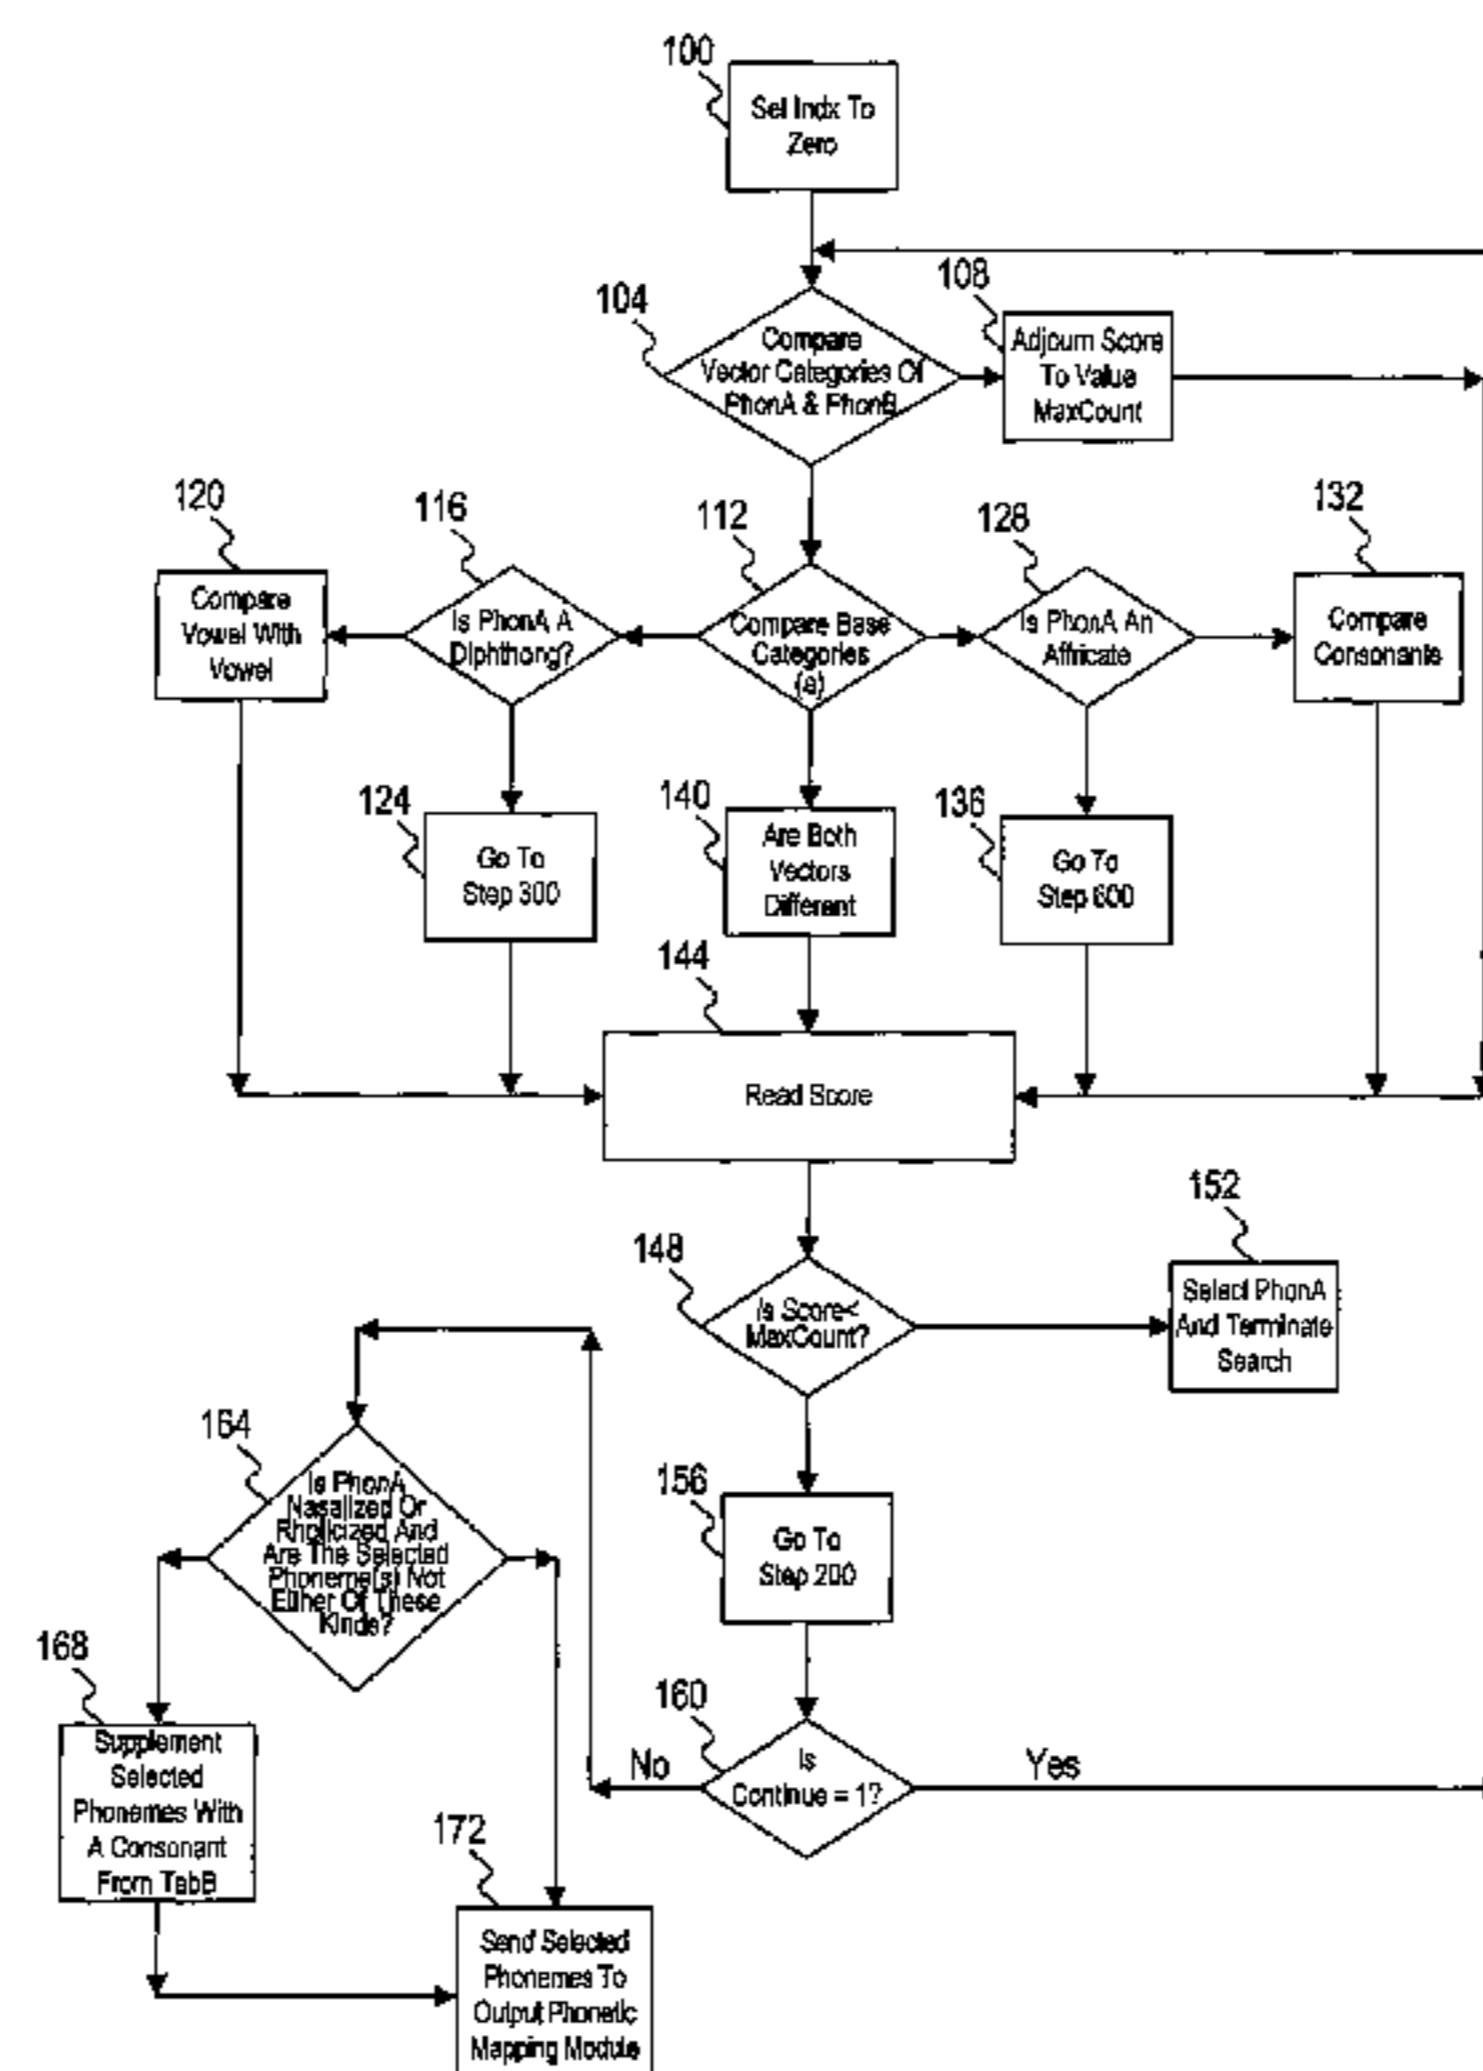 100
Set Indx To
Zero
104
Compare
Vector Categories Of
PhonA & PhonB
108
Adjourn Score
To Value
MaxCount
120
Compare
Vowel With
Vowel
116
Is PhonA A
Diphthong?
112
Compare Base
Categories
(a)
128
Is PhonA An
Affricate
132
Compare
Consonants
124
Go To
Step 300
140
Are Both
Vectors
Different
136
Go To
Step 600
144
Read Score
148
Is Score<
MaxCount?
152
Select PhonA
And Terminate
Search
164
Is PhonA
Nasalized Or
Rhoticized And
Are The Selected
Phoneme(s) Not
Either Of These
Kinds?
156
Go To
Step 200
168
Supplement
Selected
Phonemes With
A Consonant
From TabB
160
Is
Continue = 1?
No
Yes
172
Send Selected
Phonemes To
Output Phonetic
Mapping Module